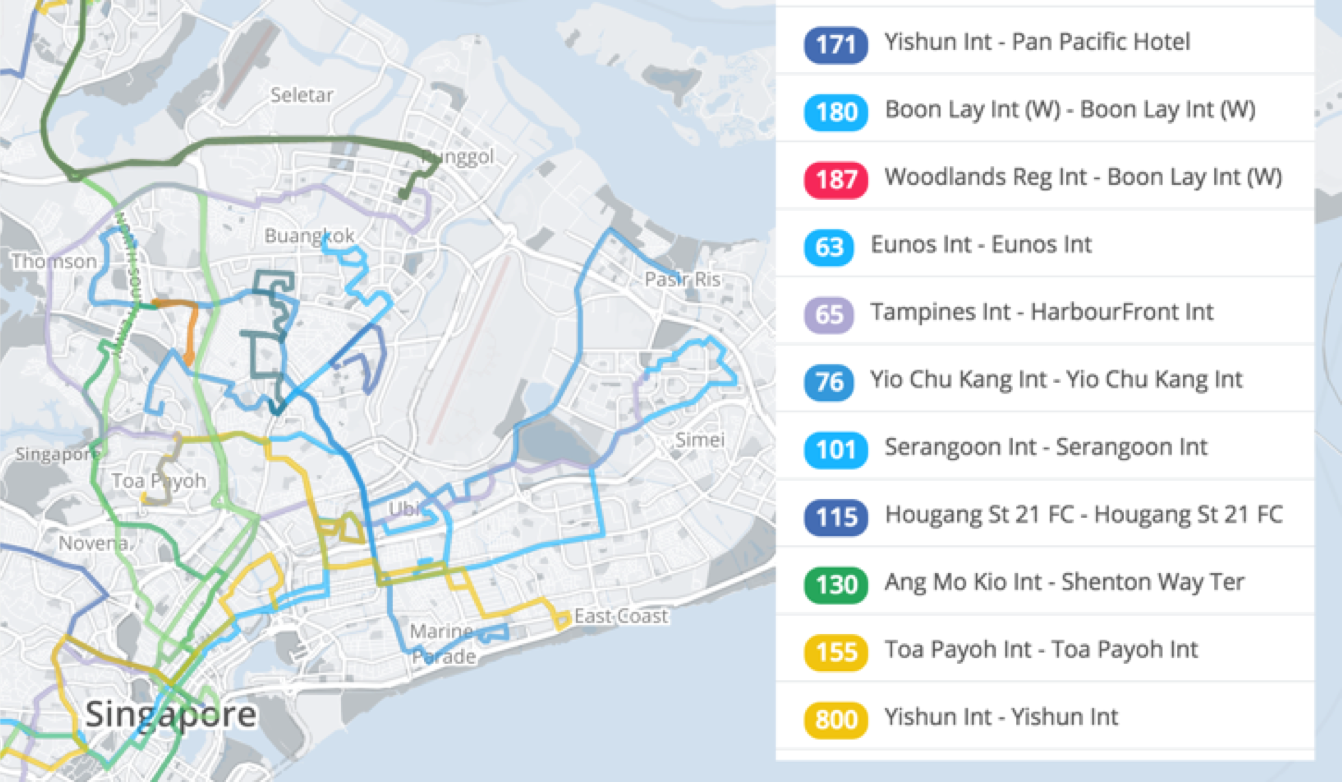 Seletar
Punggol
Buangkok
NORTH-SOUTH
Thomson
Pasir Ris
Simei
Singapore
Toa Payoh
Ubi
Novena
East Coast
Marine
Parade
Singapore
171 Yishun Int - Pan Pacific Hotel
180 Boon Lay Int (W) - Boon Lay Int (W)
187 Woodlands Reg Int - Boon Lay Int (W)
63 Eunos Int - Eunos Int
65 Tampines Int - HarbourFront Int
76 Yio Chu Kang Int - Yio Chu Kang Int
101 Serangoon Int - Serangoon Int
115 Hougang St 21 FC - Hougang St 21 FC
130 Ang Mo Kio Int - Shenton Way Ter
155 Toa Payoh Int - Toa Payoh Int
800 Yishun Int - Yishun Int